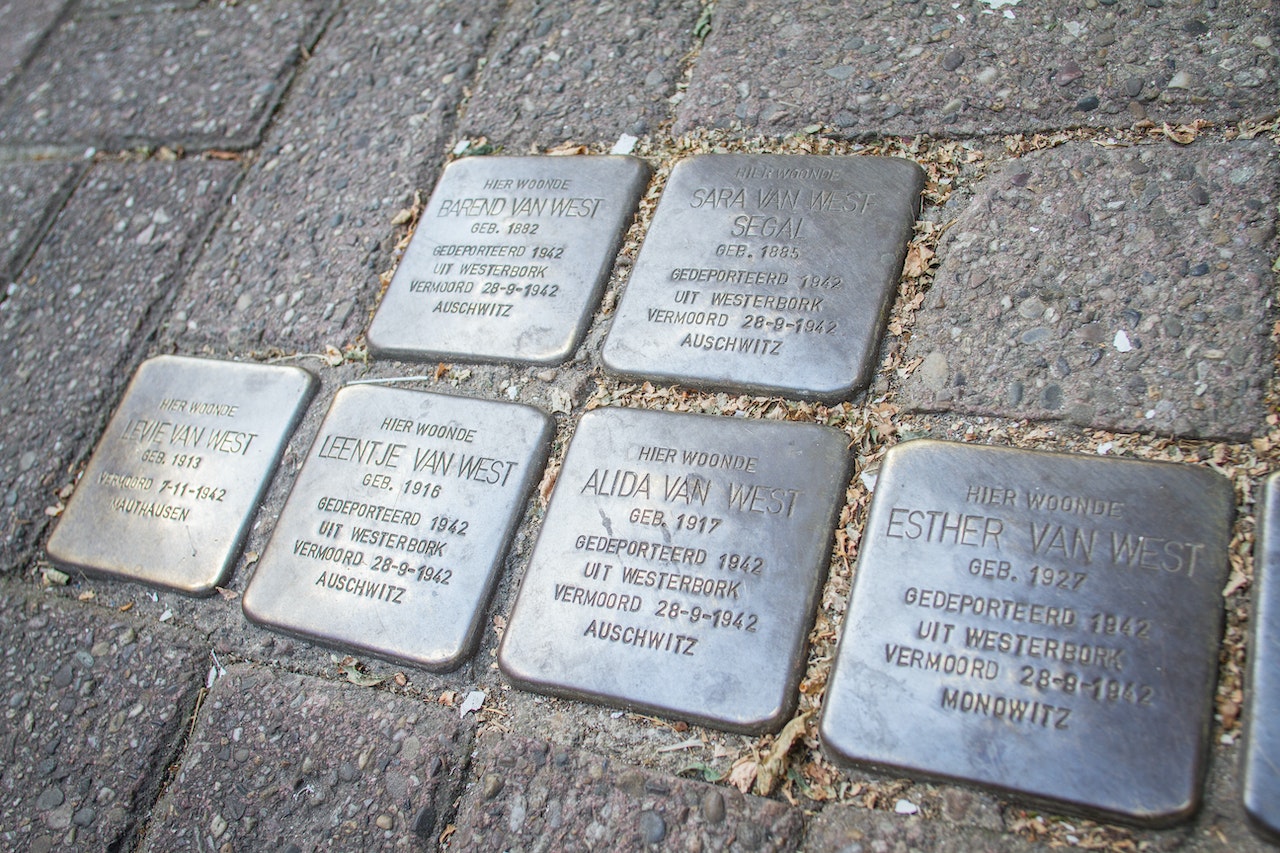 HIER WOONDE
BAREND VAN WEST
GEB. 1882
GEDEPORTEERD 1942
UIT WESTERBORK
VERMOORD 28-9-1942
AUSCHWITZ
HIER WOONDE
SARA VAN WEST
SEGAL
GEB. 1885
GEDEPORTEERD 1942
UIT WESTERBORK
VERMOORD 28-9-1942
AUSCHWITZ
HIER WOONDE
LEVIE VAN WEST
GEB. 1913
VERMOORD 7-11-1942
MAUTHAUSEN
HIER WOONDE
LEENTJE VAN WEST
GEB. 1916
GEDEPORTEERD 1942
UIT WESTERBORK
VERMOORD 28-9-1942
AUSCHWITZ
HIER WOONDE
ALIDA VAN WEST
GEB. 1917
GEDEPORTEERD 1942
UIT WESTERBORK
VERMOORD 28-9-1942
AUSCHWITZ
HIER WOONDE
ESTHER VAN WEST
GEB. 1927
GEDEPORTEERD 1942
UIT WESTERBORK
VERMOORD 28-9-1942
MONOWITZ